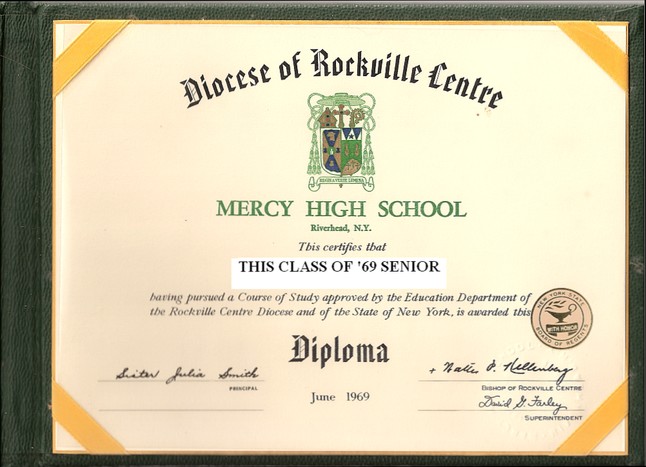 Diocese of Rockville Centre
MERCY HIGH SCHOOL
Riverhead, N.Y.
This certifies that
THIS CLASS OF '69 SENIOR
having pursued a Course of Study approved by the Education Department of
the Rockville Centre Diocese and of the State of New York, is awarded this
NEW YORK STATE
WITH HONOR
BOARD OF REGENTS
Diploma
Sister Julia Smith
PRINCIPAL
June 1969
+ Walter P. Kellenberg
BISHOP OF ROCKVILLE CENTRE
David G. Farley
SUPERINTENDENT